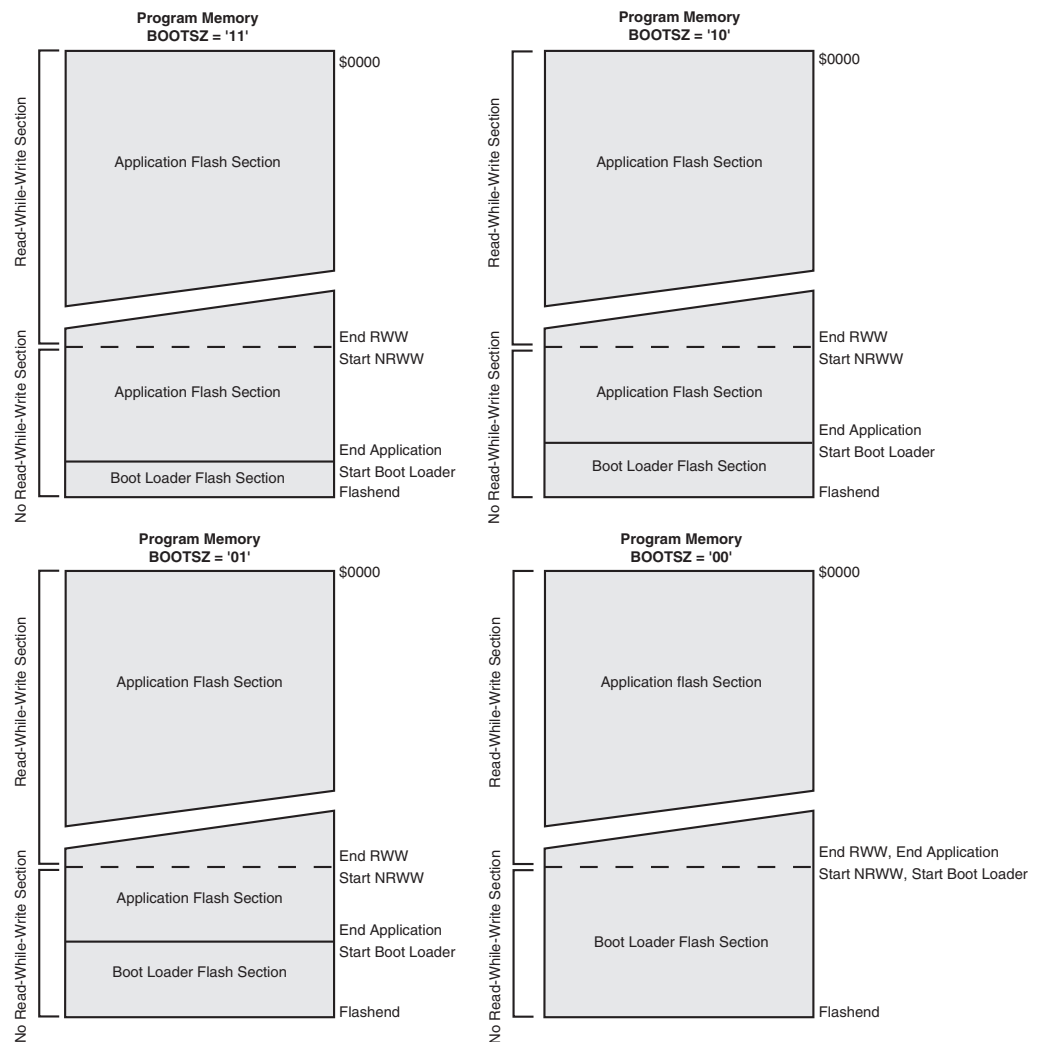 Program Memory
BOOTSZ = '11'
$0000
Read-While-Write Section
Application Flash Section
End RWW
Start NRWW
No Read-While-Write Section
Application Flash Section
End Application
Start Boot Loader
Boot Loader Flash Section
Flashend
Program Memory
BOOTSZ = '10'
$0000
Read-While-Write Section
Application Flash Section
End RWW
Start NRWW
No Read-While-Write Section
Application Flash Section
End Application
Start Boot Loader
Boot Loader Flash Section
Flashend
Program Memory
BOOTSZ = '01'
$0000
Read-While-Write Section
Application Flash Section
End RWW
Start NRWW
No Read-While-Write Section
Application Flash Section
End Application
Start Boot Loader
Boot Loader Flash Section
Flashend
Program Memory
BOOTSZ = '00'
$0000
Read-While-Write Section
Application flash Section
End RWW, End Application
Start NRWW, Start Boot Loader
No Read-While-Write Section
Boot Loader Flash Section
Flashend